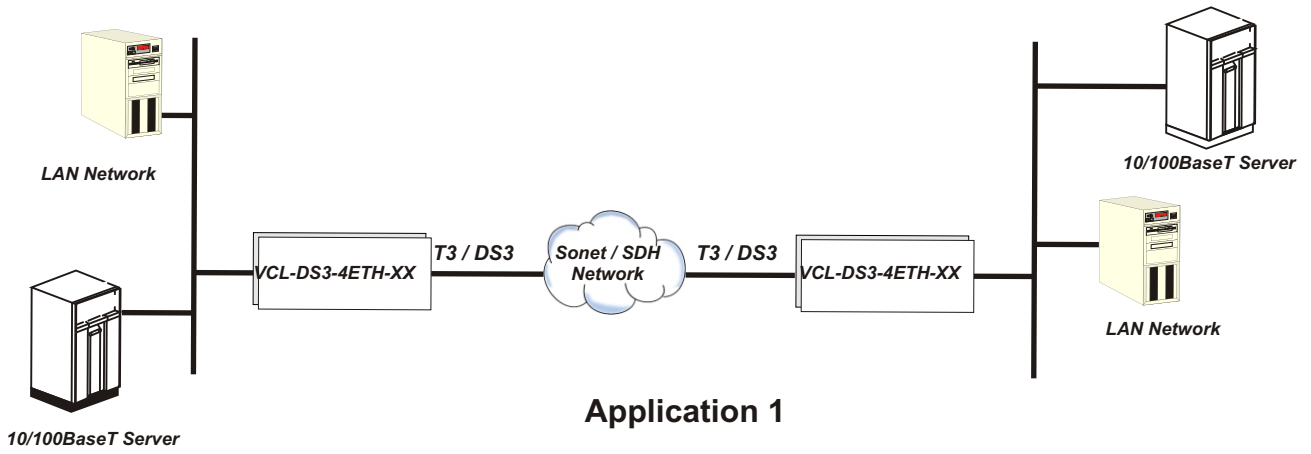 LAN Network
10/100BaseT Server
VCL-DS3-4ETH-XX
T3 / DS3
Sonet / SDH
Network
T3 / DS3
VCL-DS3-4ETH-XX
LAN Network
Application 1
10/100BaseT Server